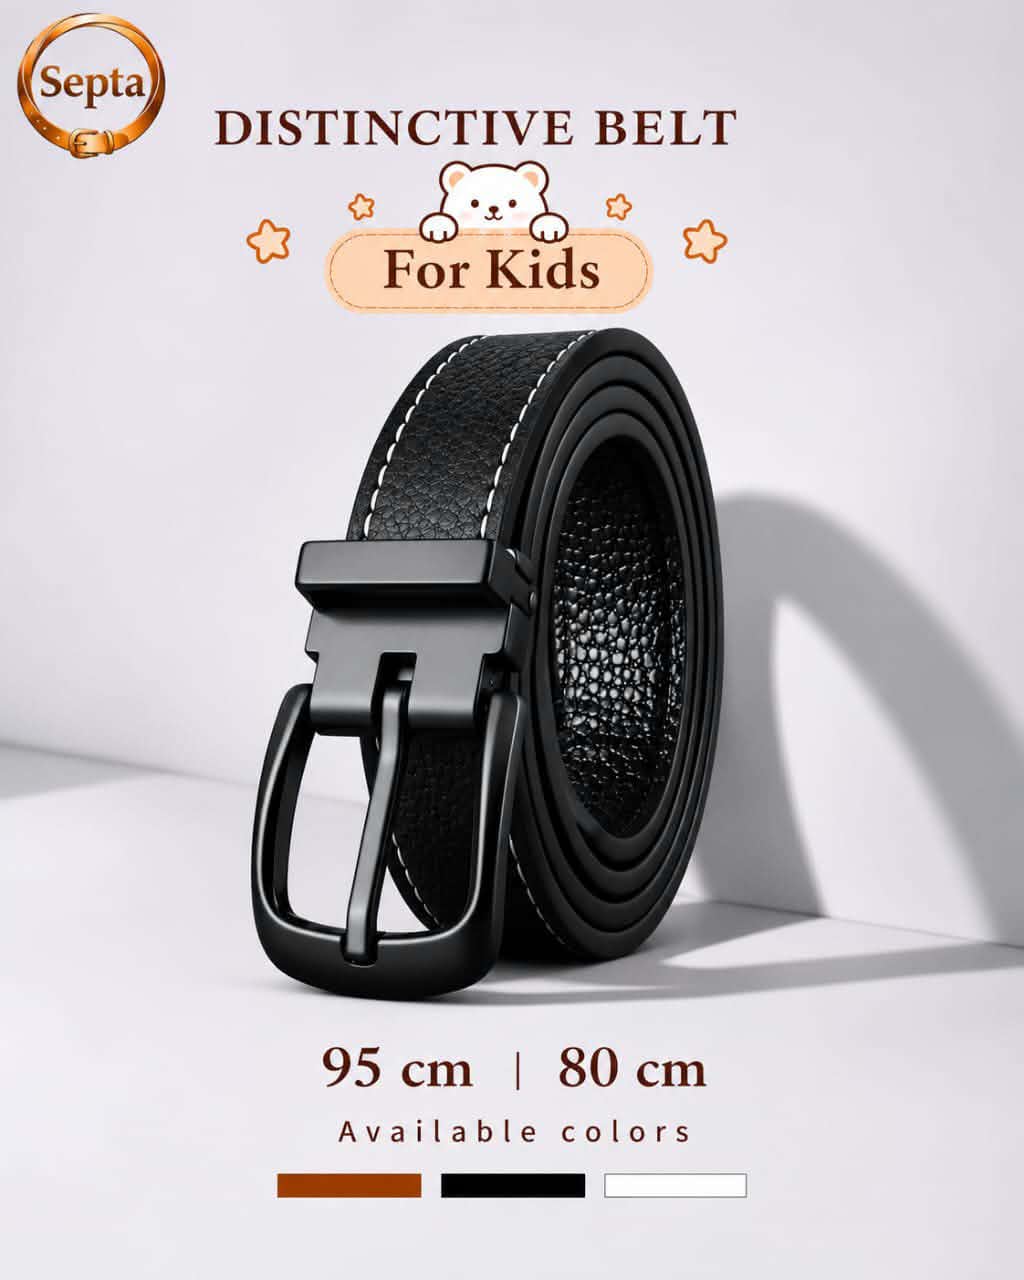 Septa
DISTINCTIVE BELT
For Kids
95 cm | 80 cm
Available colors